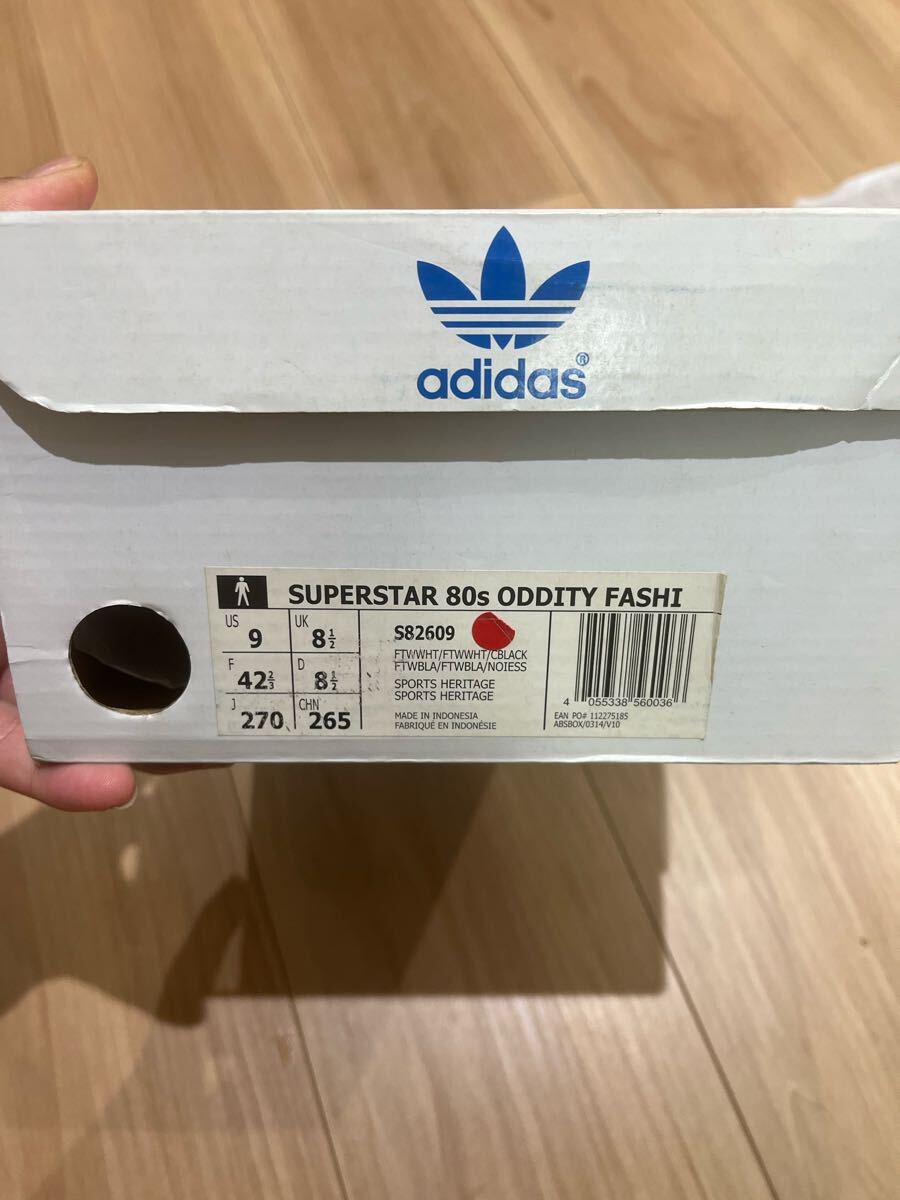 adidas®
SUPERSTAR 80s ODDITY FASHI
US 9
UK 8½
F 42⅔
D 8½
J 270
CHN 265
S82609
FTWWHT/FTWWHT/CBLACK
FTWBLA/FTWBLA/NOIESS
SPORTS HERITAGE
SPORTS HERITAGE
MADE IN INDONESIA
FABRIQUÉ EN INDONÉSIE
4 055338 560036
EAN PO# 112275185
ABSBOX/0314/V10